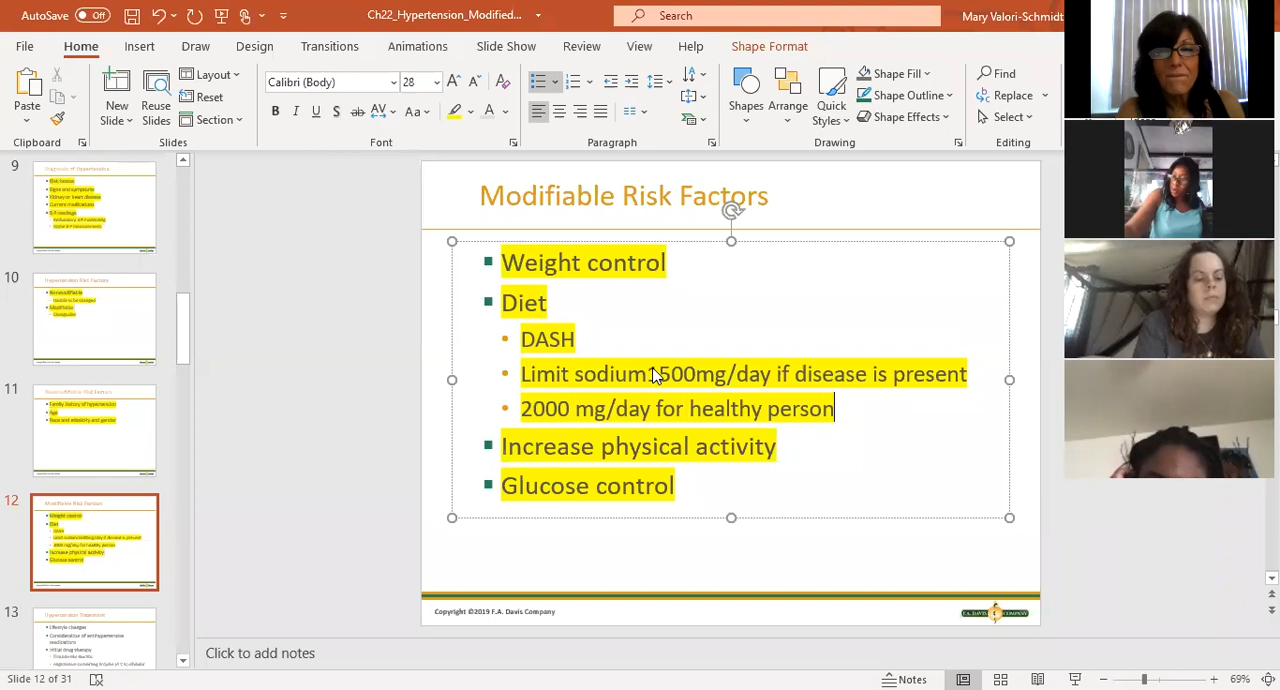 AutoSave Off Ch22_Hypertension_Modified... Search Mary Valori-Schmidt
File Home Insert Draw Design Transitions Animations Slide Show Review View Help Shape Format
Paste New Slide Reuse Slides Layout Reset Section Calibri (Body) 28 Shapes Arrange Quick Styles Shape Fill Shape Outline Shape Effects Find Replace Select
Clipboard Slides Font Paragraph Drawing Editing
9
10
11
12
13
Modifiable Risk Factors
Weight control
Diet
DASH
Limit sodium1500mg/day if disease is present
2000 mg/day for healthy person
Increase physical activity
Glucose control
Copyright ©2019 F.A. Davis Company
Click to add notes
Slide 12 of 31 Notes 69%